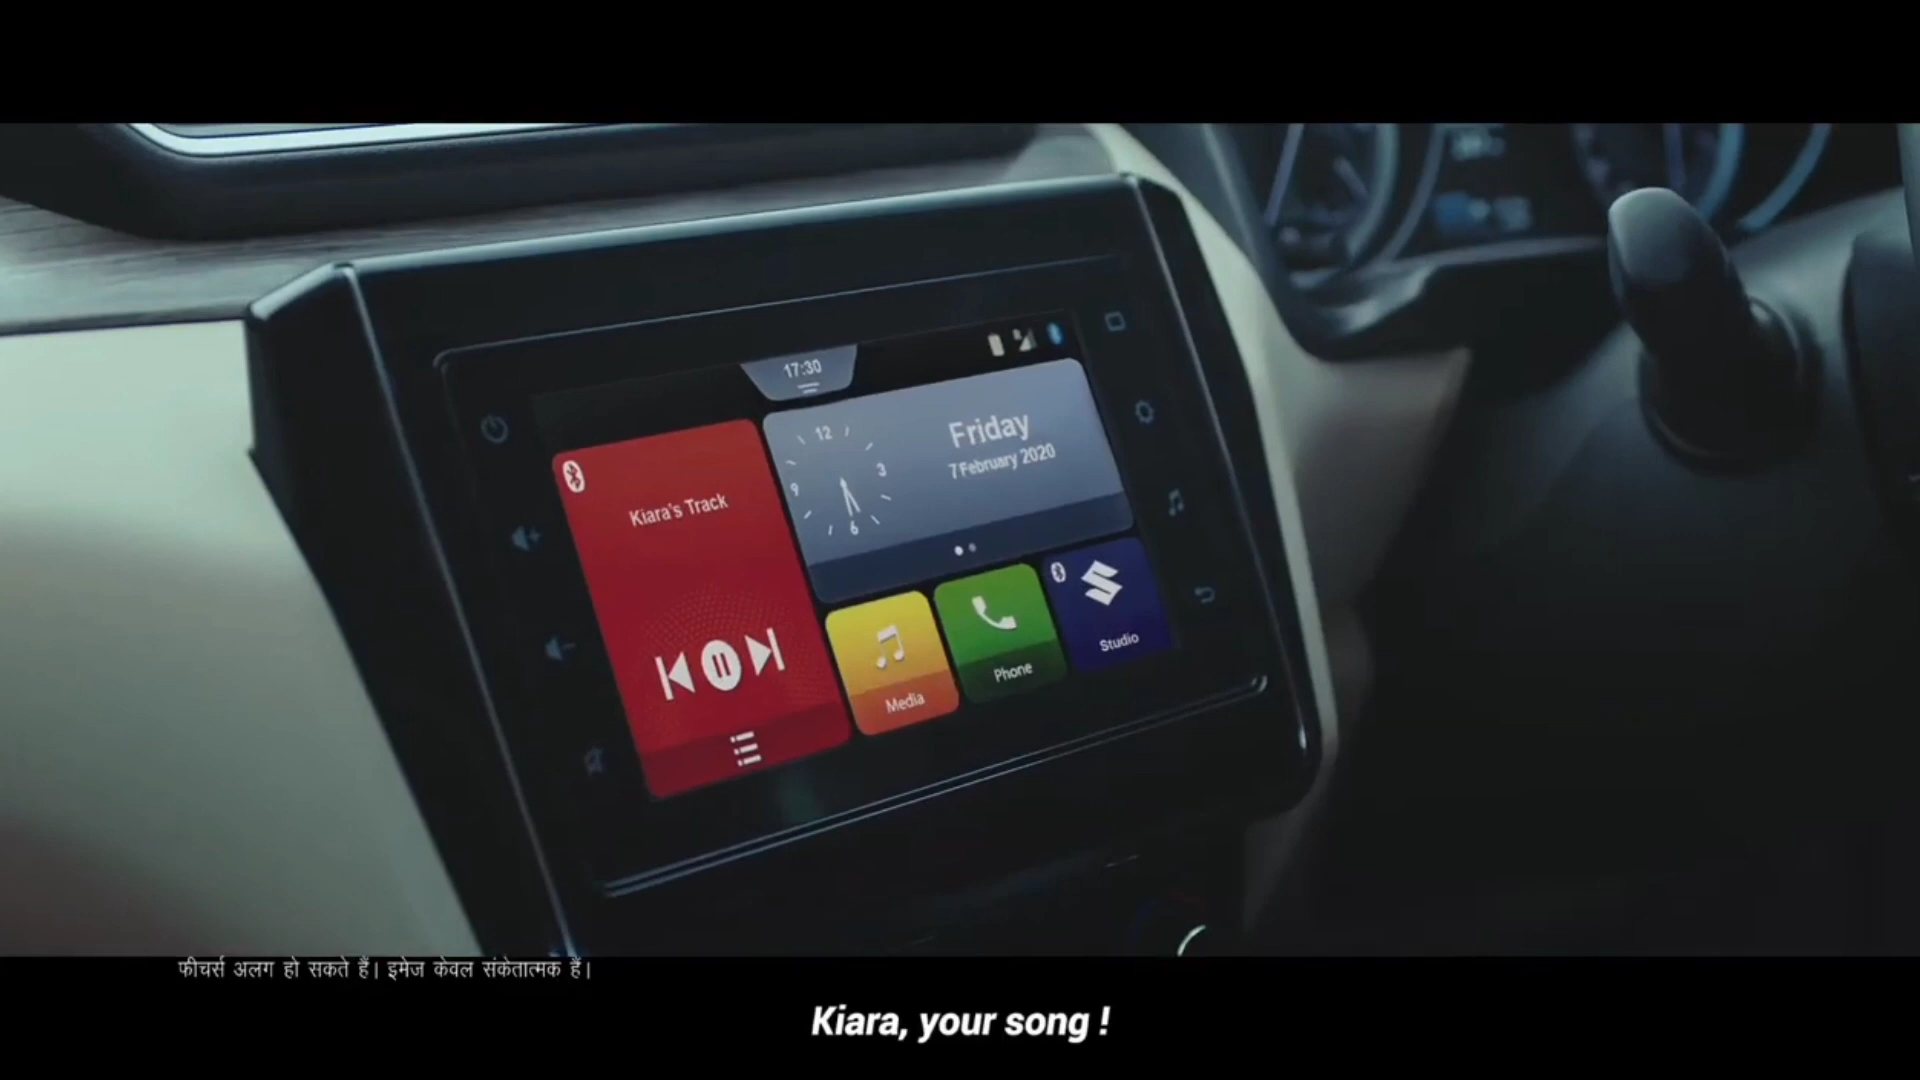 17:30
12
3
9
6
Friday
7 February 2020
Kiara's Track
Media
Phone
Studio
फीचर्स अलग हो सकते हैं। इमेज केवल संकेतात्मक हैं।
Kiara, your song !